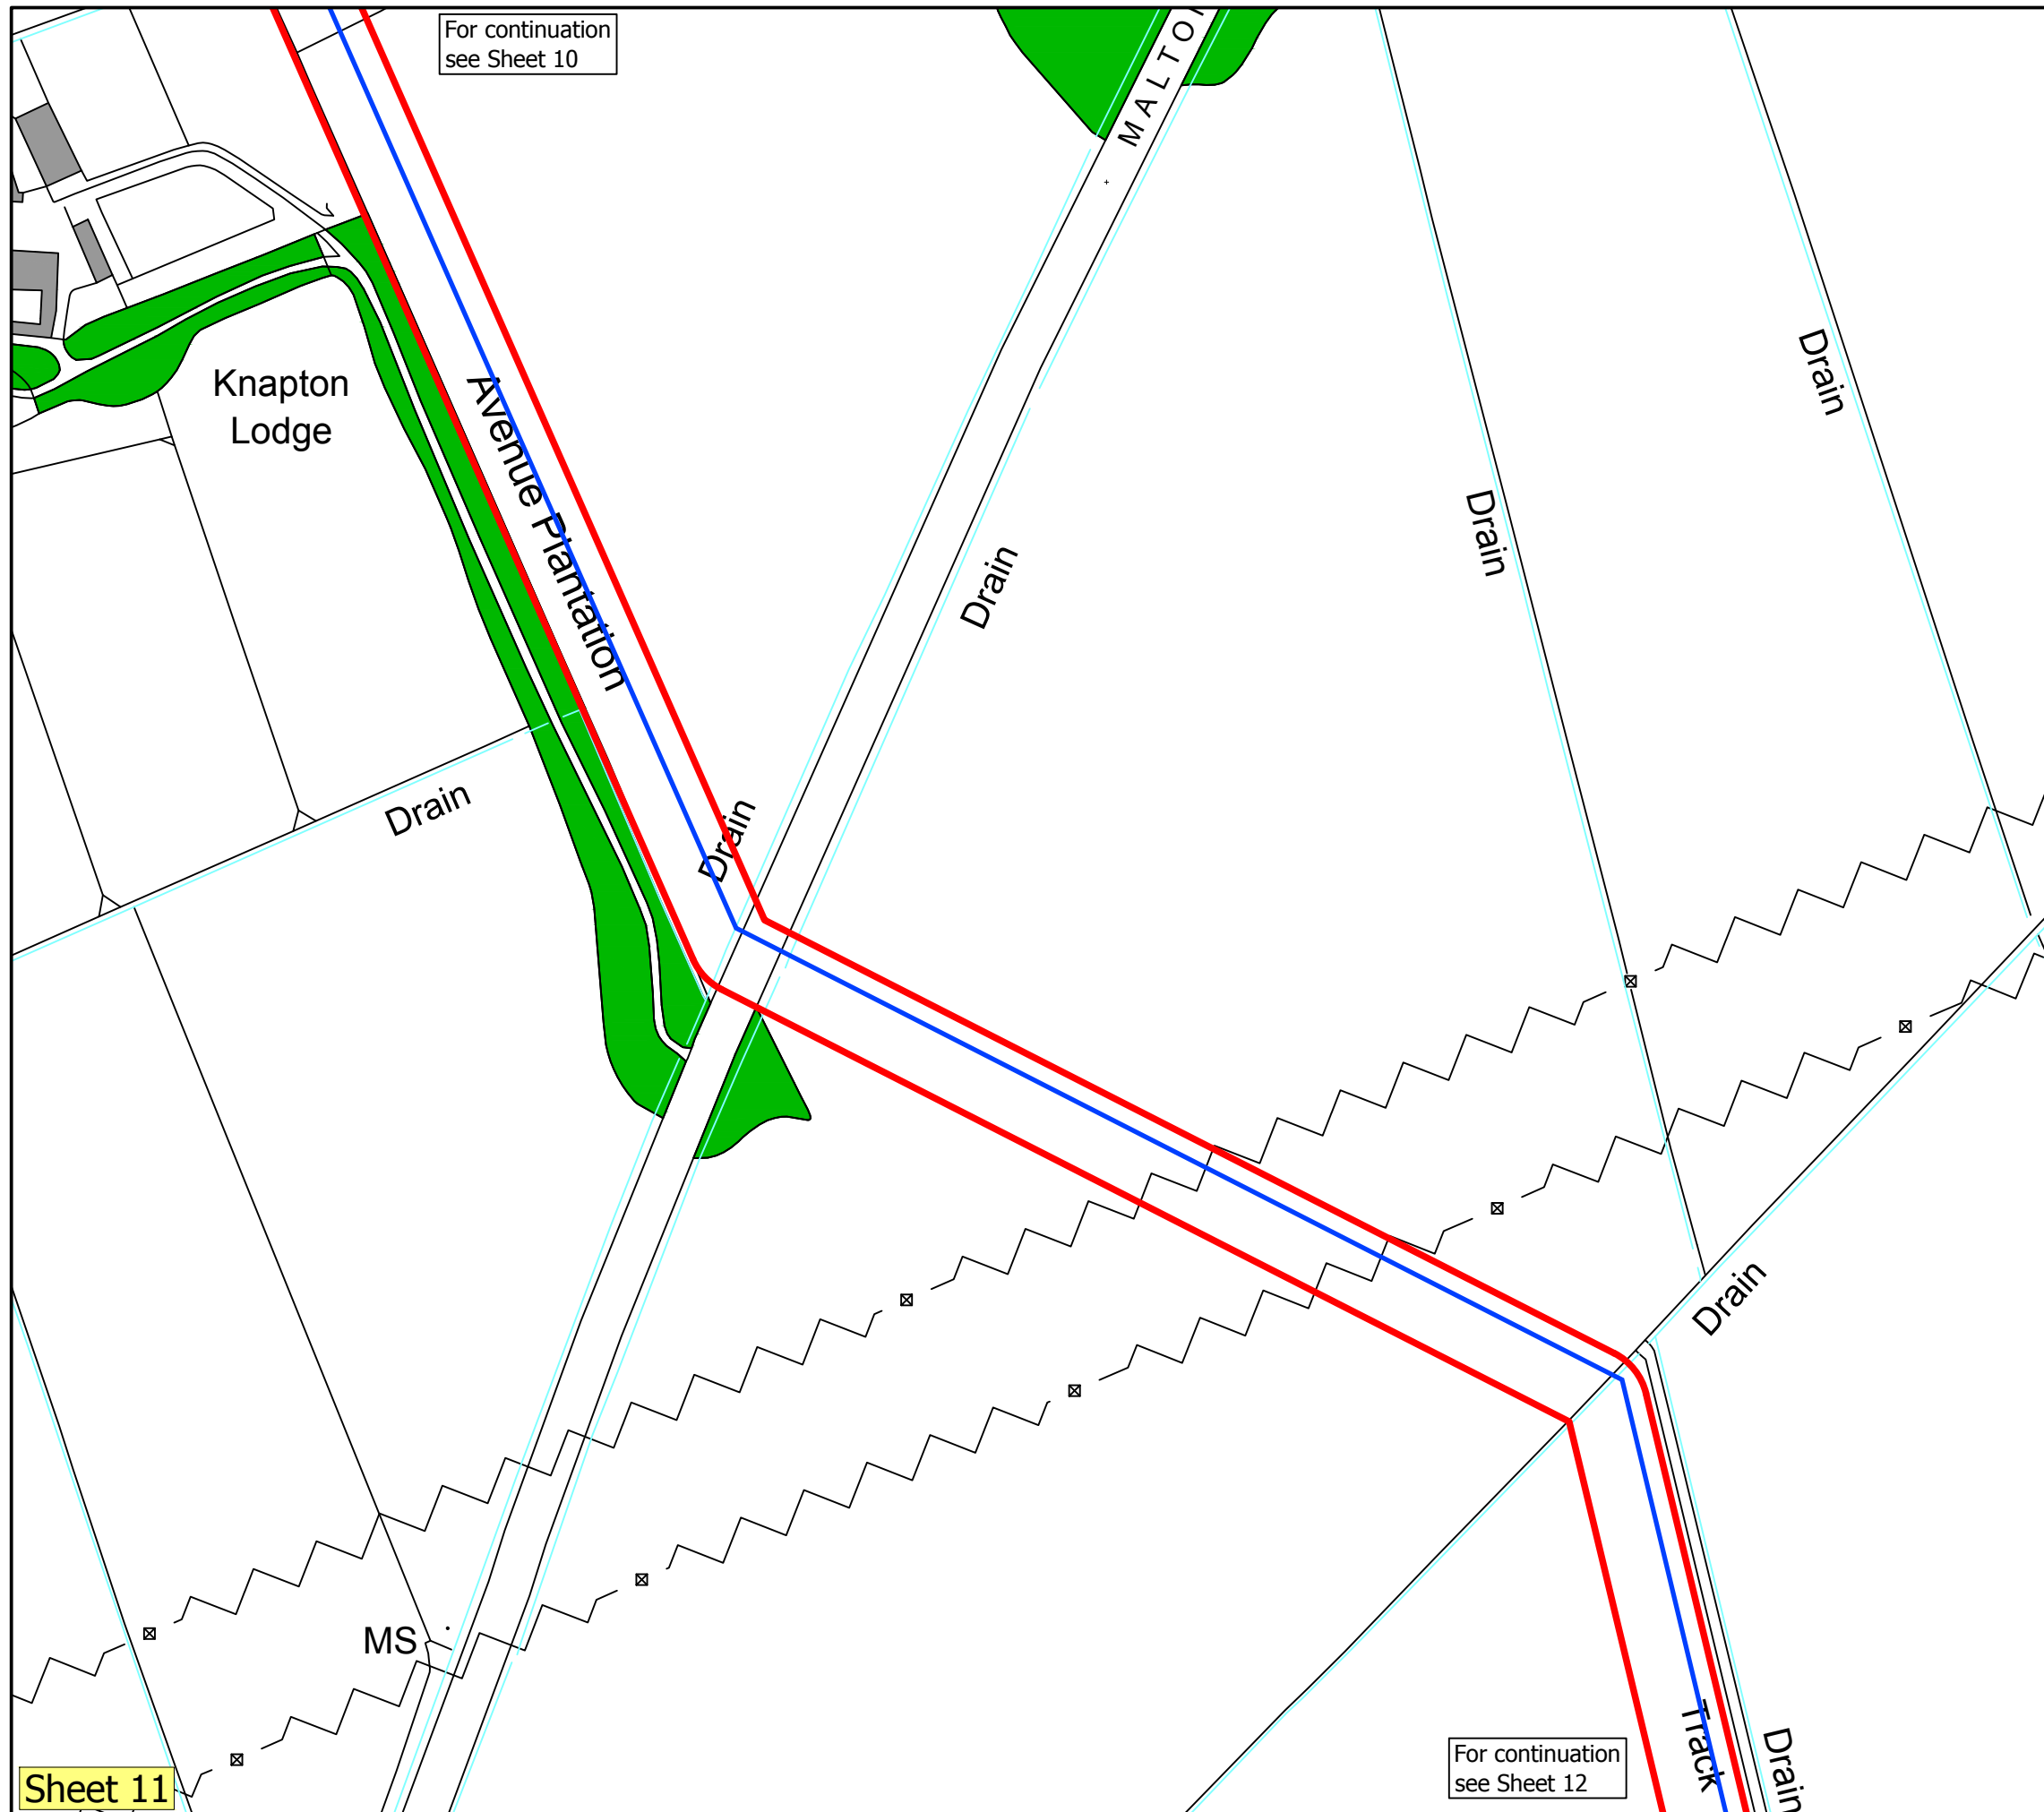 For continuation
see Sheet 10
MALTON
Drain
Knapton
Lodge
Avenue Plantation
Drain
Drain
Drain
Drain
Drain
MS
Track
Drain
For continuation
see Sheet 12
Sheet 11